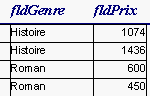 fldGenre fldPrix
Histoire 1074
Histoire 1436
Roman 600
Roman 450